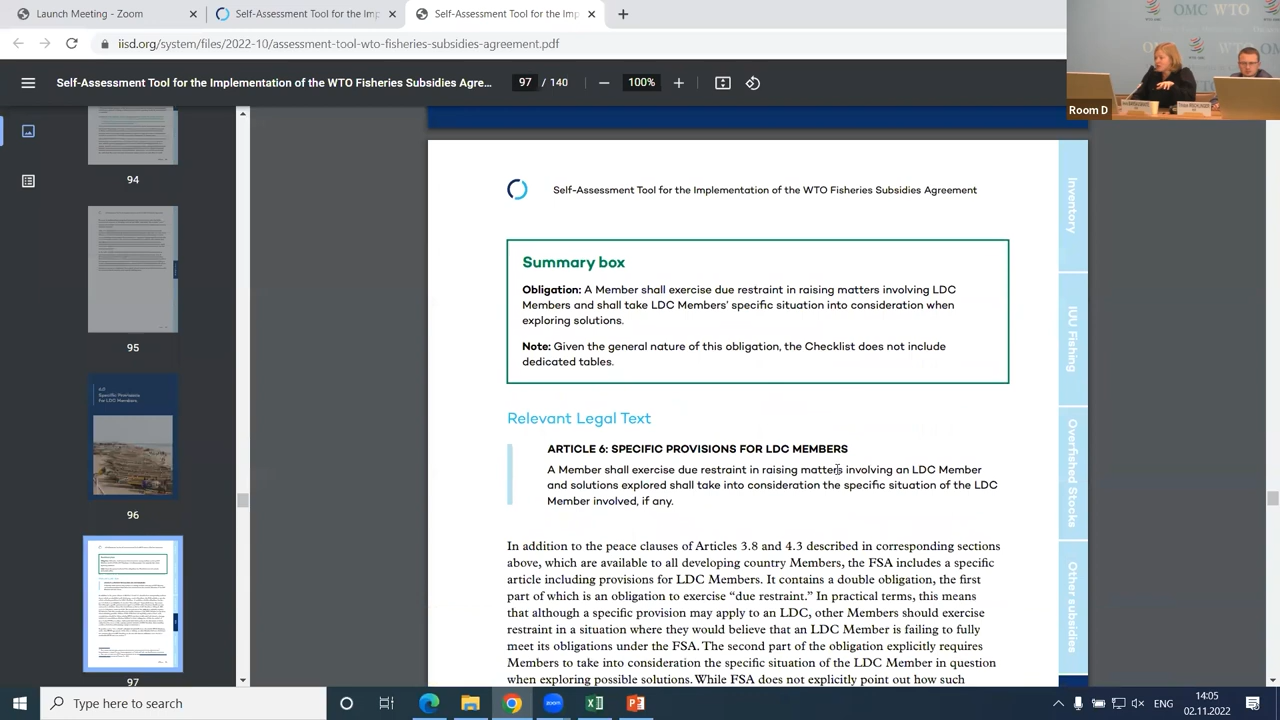 Launch Meeting - Zoom
Self-Assessment Tool for the Imp
Self-Assessment Tool for the Imp
iisd.org/system/files/2022-10/assessment-tool-wto-fisheries-subsidies-agreement.pdf
Self-Assessment Tool for the Implementation of the WTO Fisheries Subsidies Agre...
97 / 40
100%
OMC WTO
Room D
94
95
96
97
Self-Assessment Tool for the Implementation of the WTO Fisheries Subsidies Agreement
Summary box
Obligation: A Member shall exercise due restraint in raising matters involving LDC
Members and shall take LDC Members' specific situation into consideration when
exploring solutions.
Note: Given the general nature of this obligation, the Checklist does not include
dedicated tables.
Relevant Legal Text
ARTICLE 6: SPECIFIC PROVISIONS FOR LDC MEMBERS
A Member shall exercise due restraint in raising matters involving an LDC Member
and solutions explored shall take into consideration the specific situation of the LDC
Member involved, if any.
In addition to the peace clauses of Articles 3.8 and 4.3 described in corresponding sections
above, which are available to all developing country Members, the FSA includes a specific
article including provisions for LDC Members. It contains a double obligation, the first
part of which is an obligation to exercise "due restraint." In practical terms, this means
that although a specific provision may apply to an LDC, other Members should exercise
restraint in a situation where they would believe that an LDC Member is failing to fully
meet its obligations under the FSA. The second part of the obligation explicitly requires
Members to take into consideration the specific situation of the LDC Member in question
when exploring possible solutions. While FSA does not explicitly point out how such
Inventory
IUU Fishing
Overfished Stocks
Other subsidies
Type here to search
ENG
14:05
02.11.2022